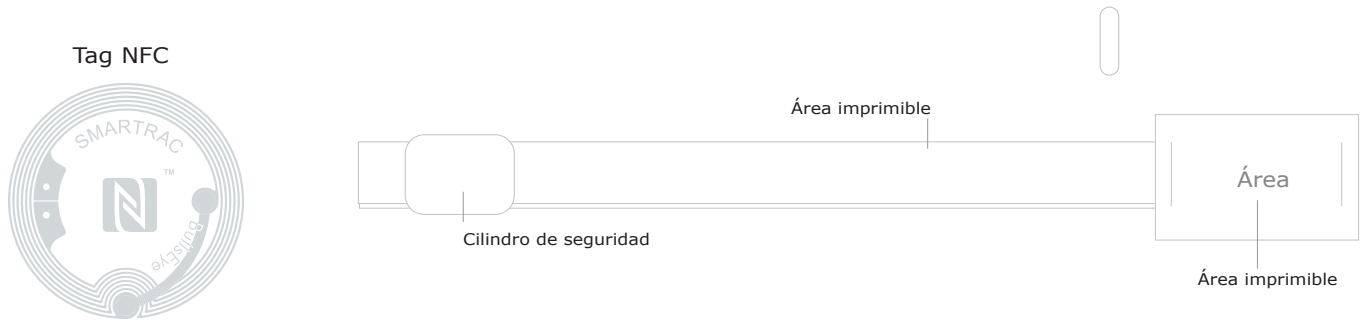 Tag NFC
SMARTRAC
™
BullsEye
Área imprimible
Área
Cilindro de seguridad
Área imprimible